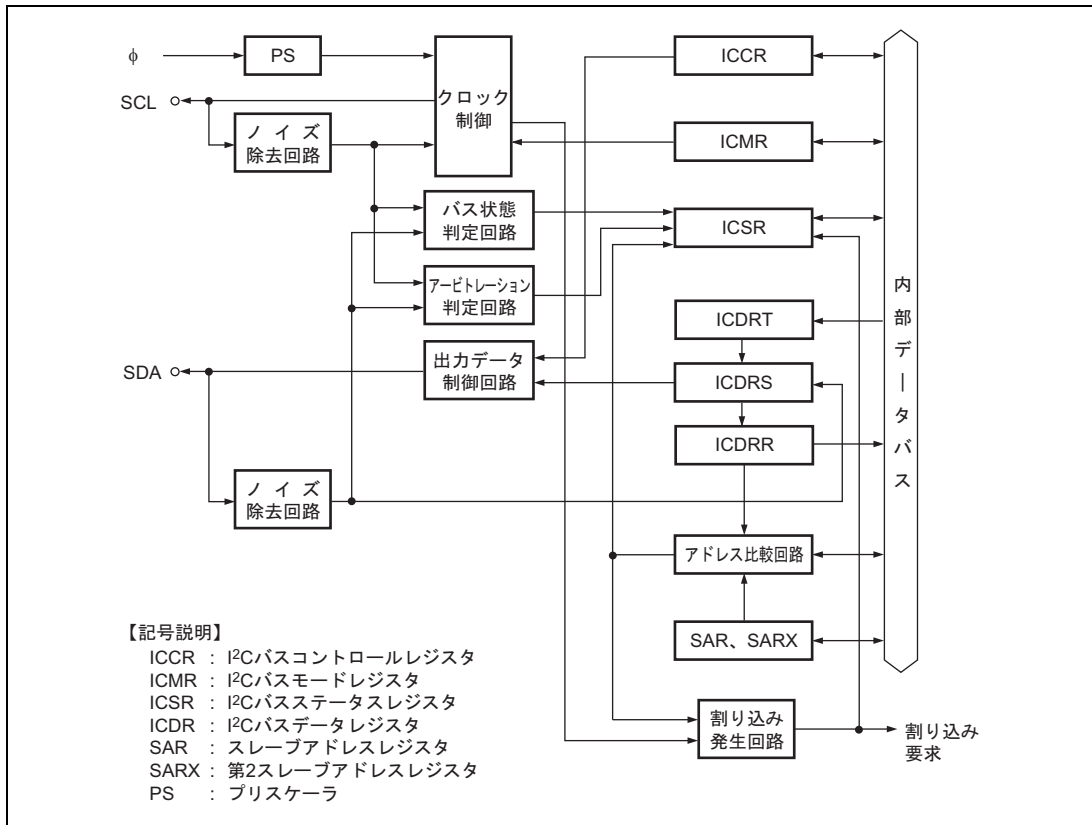 φ
PS
ICCR
SCL
クロック
制御
ノイズ
除去回路
ICMR
バス状態
判定回路
ICSR
アービトレーション
判定回路
内部データバス
ICDRT
SDA
出力データ
制御回路
ICDRS
ICDRR
ノイズ
除去回路
アドレス比較回路
SAR、SARX
【記号説明】
ICCR : I²Cバスコントロールレジスタ
ICMR : I²Cバスモードレジスタ
ICSR : I²Cバスステータスレジスタ
ICDR : I²Cバスデータレジスタ
SAR : スレーブアドレスレジスタ
SARX : 第2スレーブアドレスレジスタ
PS : プリスケーラ
割り込み
発生回路
割り込み
要求